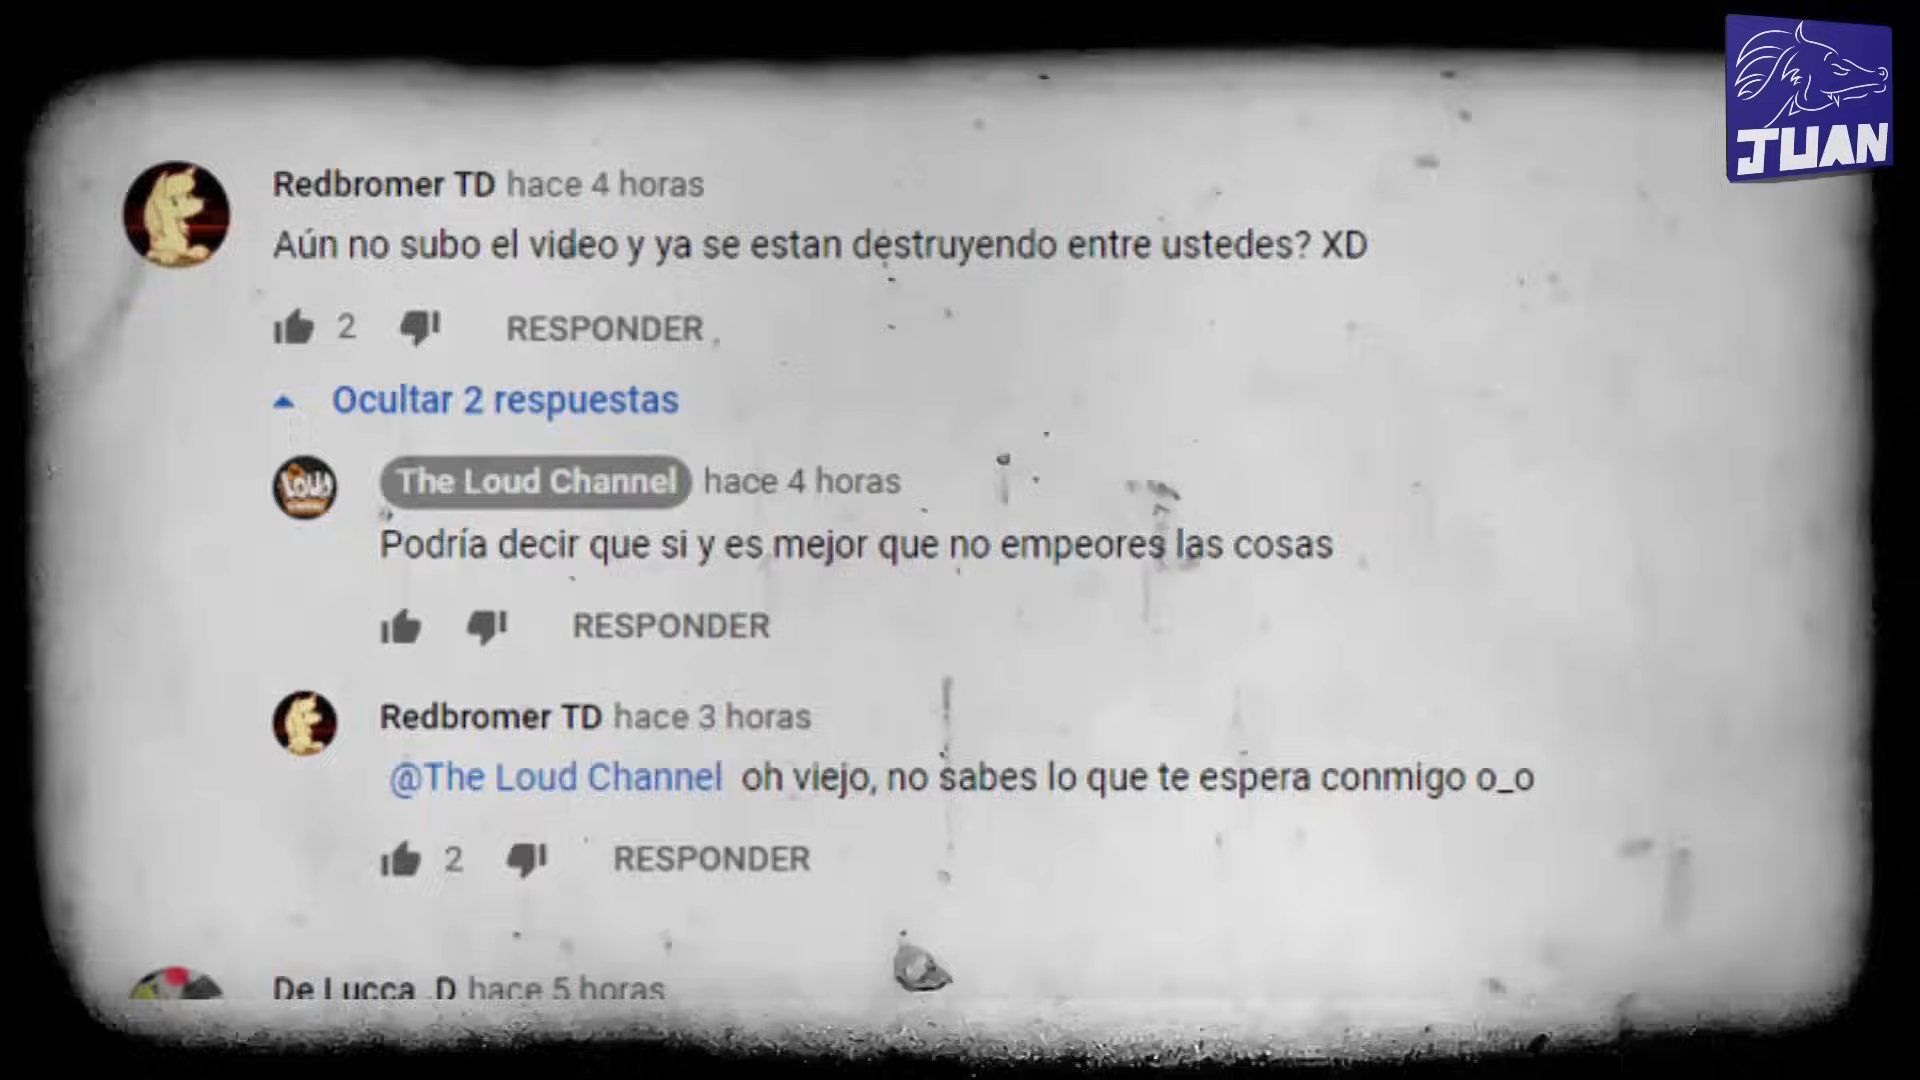 JUAN
Redbromer TD hace 4 horas
Aún no subo el video y ya se estan destruyendo entre ustedes? XD
2 RESPONDER
Ocultar 2 respuestas
The Loud Channel hace 4 horas
Podría decir que si y es mejor que no empeores las cosas
RESPONDER
Redbromer TD hace 3 horas
@The Loud Channel oh viejo, no sabes lo que te espera conmigo o_o
2 RESPONDER
De Lucca .D hace 5 horas